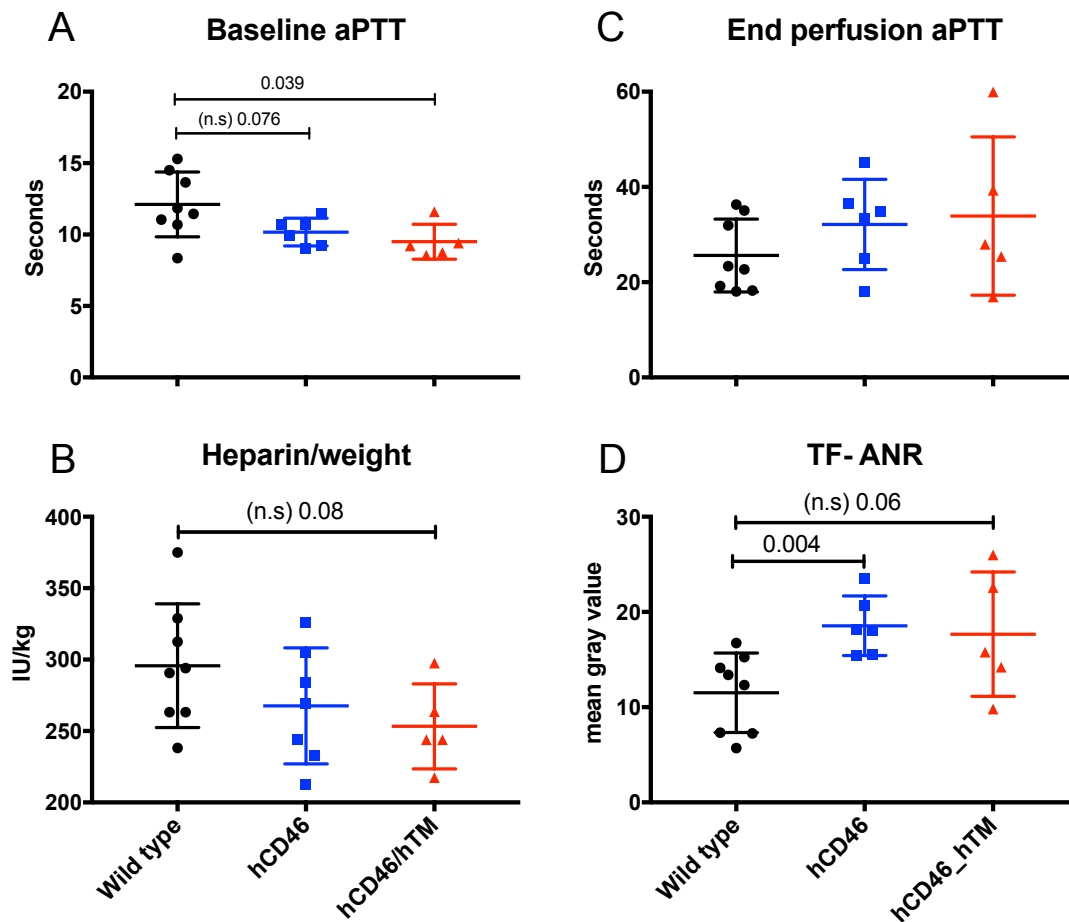 A
Baseline aPTT
Seconds
20
15
10
5
0
0.039
(n.s) 0.076
C
End perfusion aPTT
Seconds
60
40
20
0
B
Heparin/weight
IU/kg
400
350
300
250
200
(n.s) 0.08
Wild type
hCD46
hCD46/hTM
D
TF- ANR
mean gray value
30
20
10
0
(n.s) 0.06
0.004
Wild type
hCD46
hCD46_hTM